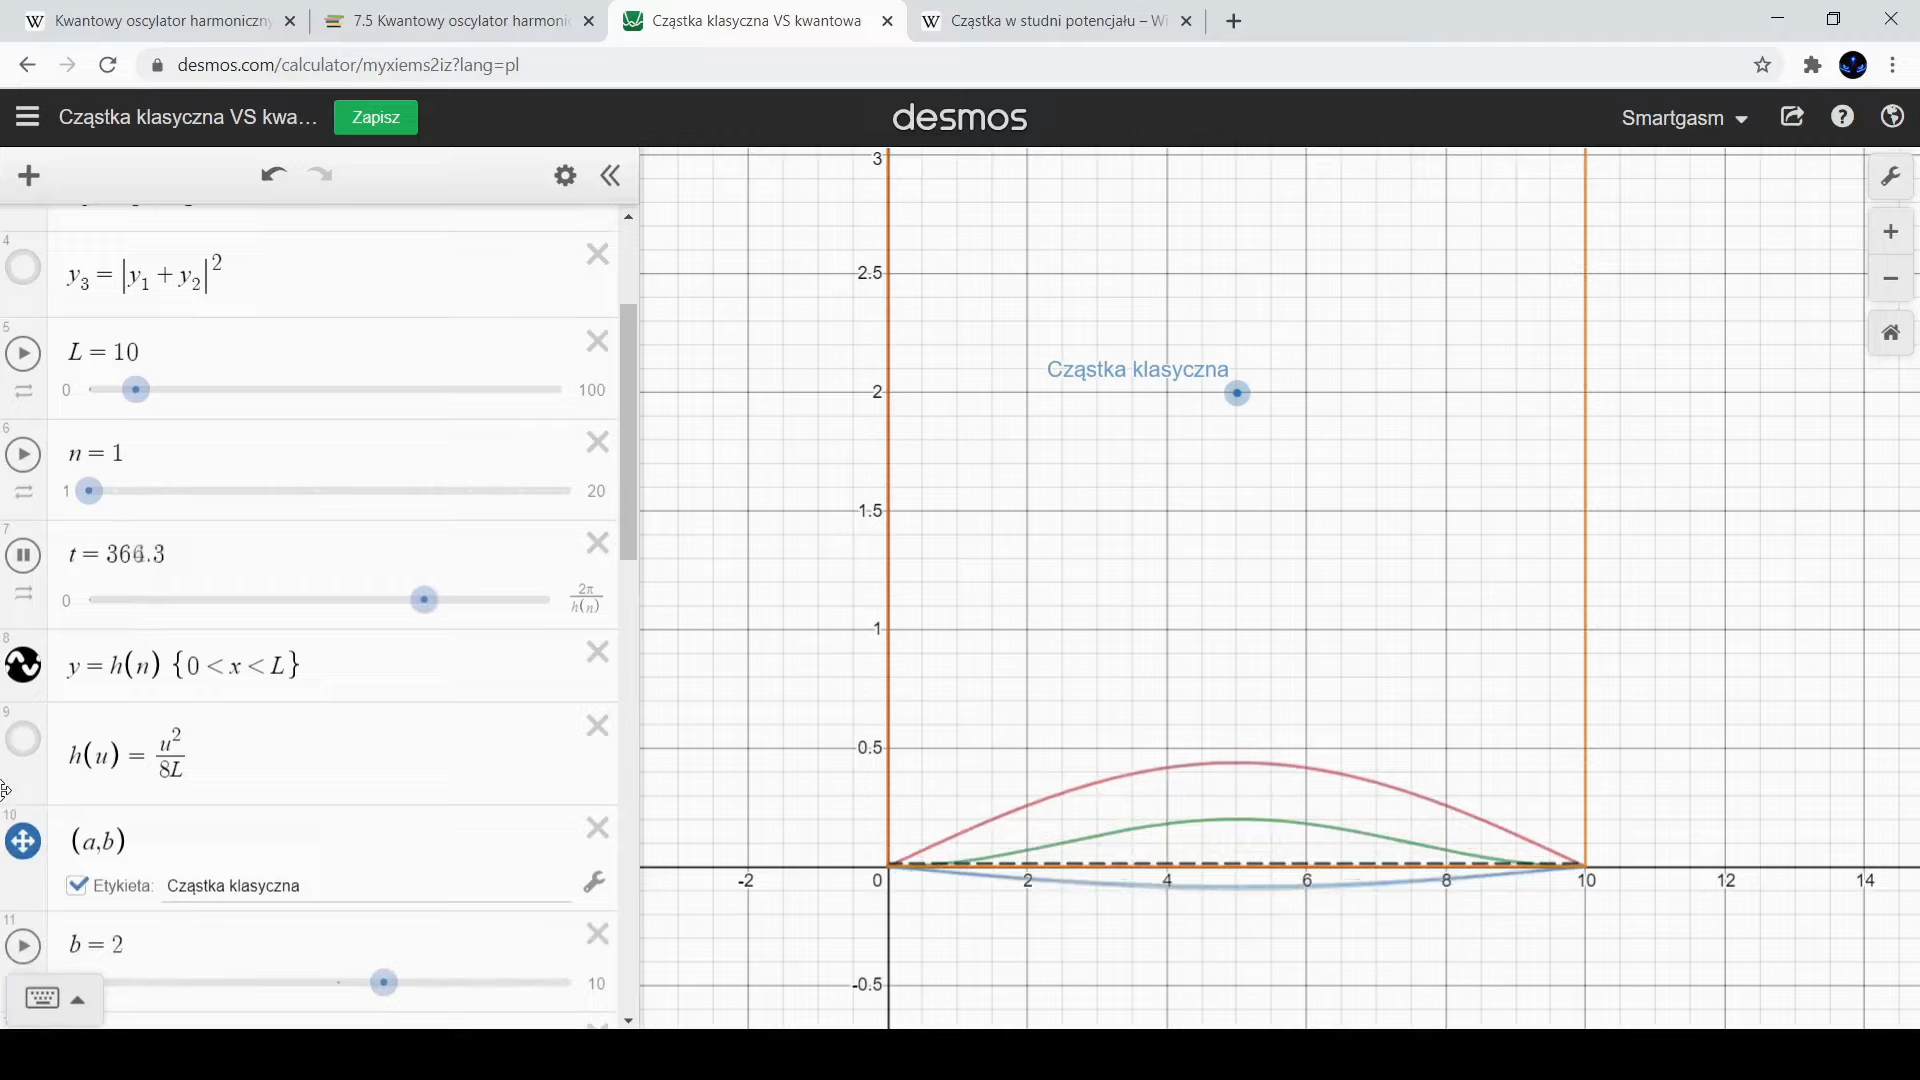 Kwantowy oscylator harmoniczny
7.5 Kwantowy oscylator harmoni
Cząstka klasyczna VS kwantowa
Cząstka w studni potencjału – Wi
desmos.com/calculator/myxiems2iz?lang=pl
Cząstka klasyczna VS kwa...
Zapisz
desmos
Smartgasm
4
y₃ = |y₁ + y₂|²
5
L = 10
0
100
6
n = 1
1
20
7
0
2π
h(n)
8
y = h(n) {0 < x < L}
9
h(u) = u²
8L
10
(a,b)
Etykieta: Cząstka klasyczna
11
b = 2
10
3
2.5
2
1.5
1
0.5
-0.5
-2
0
2
4
6
8
10
12
14
Cząstka klasyczna